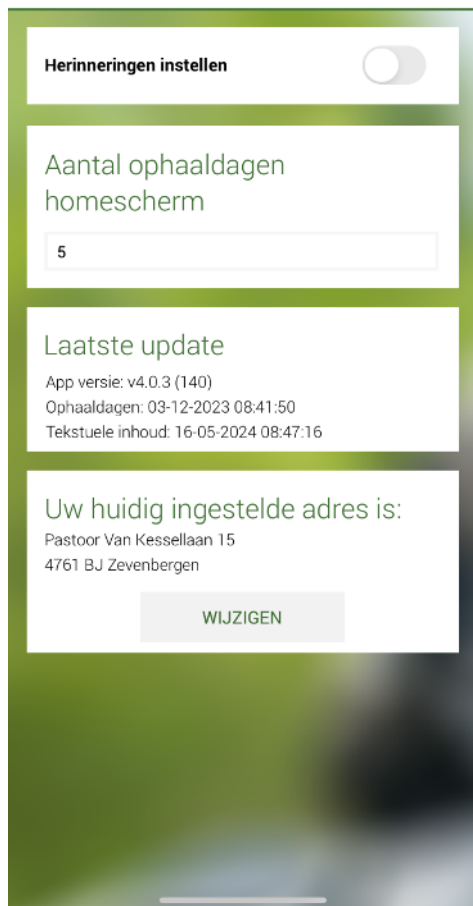 Herinneringen instellen
Aantal ophaaldagen
homescherm
5
Laatste update
App versie: v4.0.3 (140)
Ophaaldagen: 03-12-2023 08:41:50
Tekstuele inhoud: 16-05-2024 08:47:16
Uw huidig ingestelde adres is:
Pastoor Van Kessellaan 15
4761 BJ Zevenbergen
WIJZIGEN